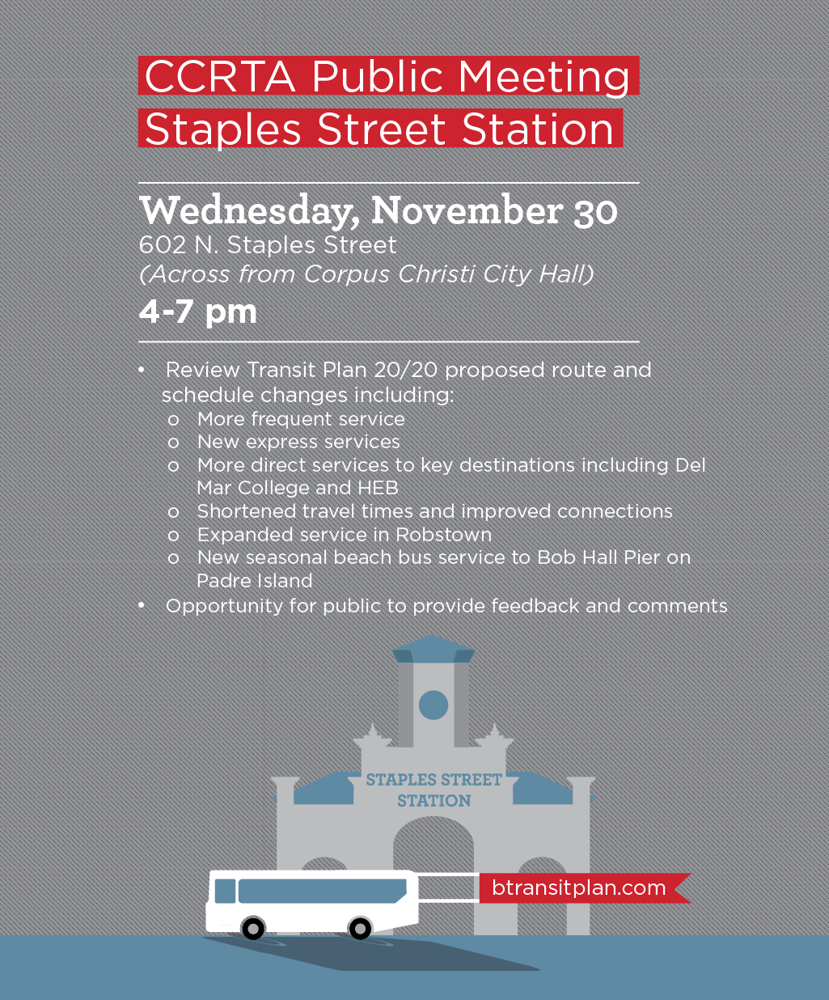 CCRTA Public Meeting
Staples Street Station
Wednesday, November 30
602 N. Staples Street
(Across from Corpus Christi City Hall)
4-7 pm
• Review Transit Plan 20/20 proposed route and
schedule changes including:
o More frequent service
o New express services
o More direct services to key destinations including Del
Mar College and HEB
o Shortened travel times and improved connections
o Expanded service in Robstown
o New seasonal beach bus service to Bob Hall Pier on
Padre Island
• Opportunity for public to provide feedback and comments
STAPLES STREET
STATION
btransitplan.com